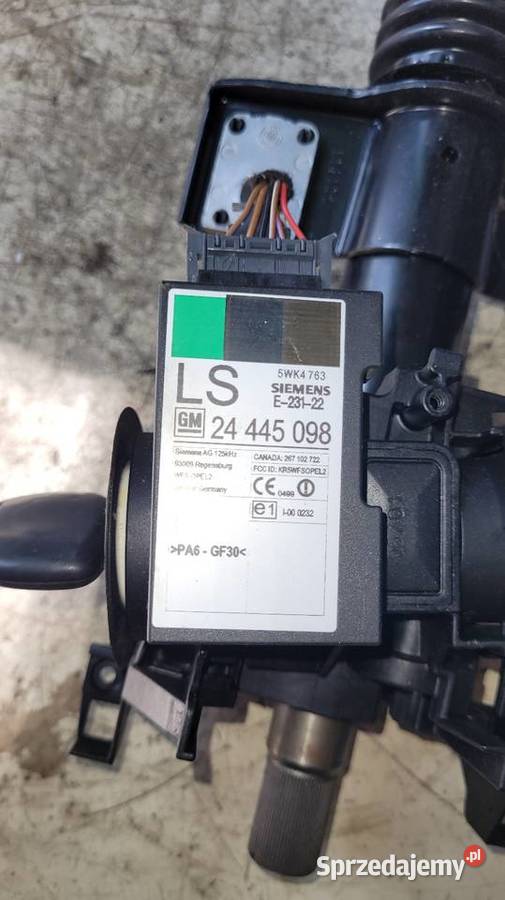 5WK4 763
LS SIEMENS
E-231-22
GM 24 445 098
Siemens AG 125kHz
93009 Regensburg
CANADA: 267 102 722
FCC ID: KR5WFSOPEL2
CE 0499
e1 I-00 0232
>PA6 - GF30<
Sprzedajemy.pl